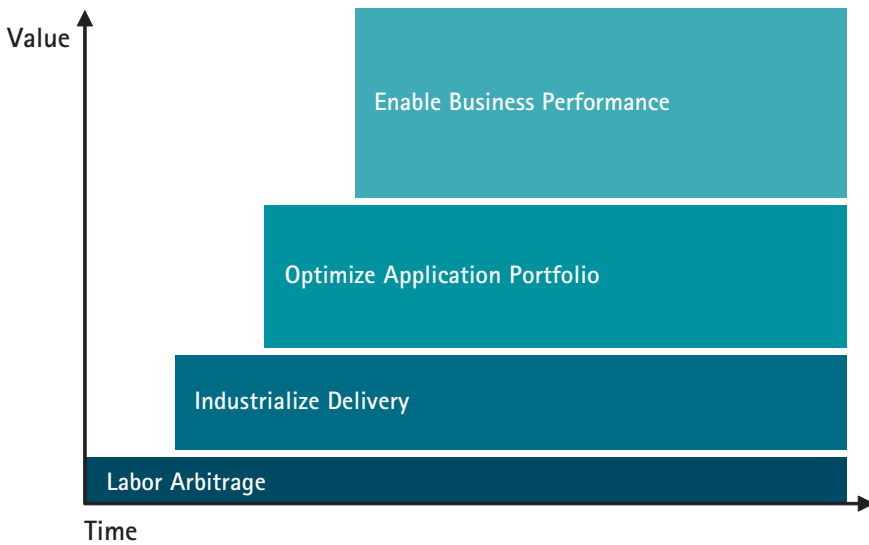 Value
Enable Business Performance
Optimize Application Portfolio
Industrialize Delivery
Labor Arbitrage
Time